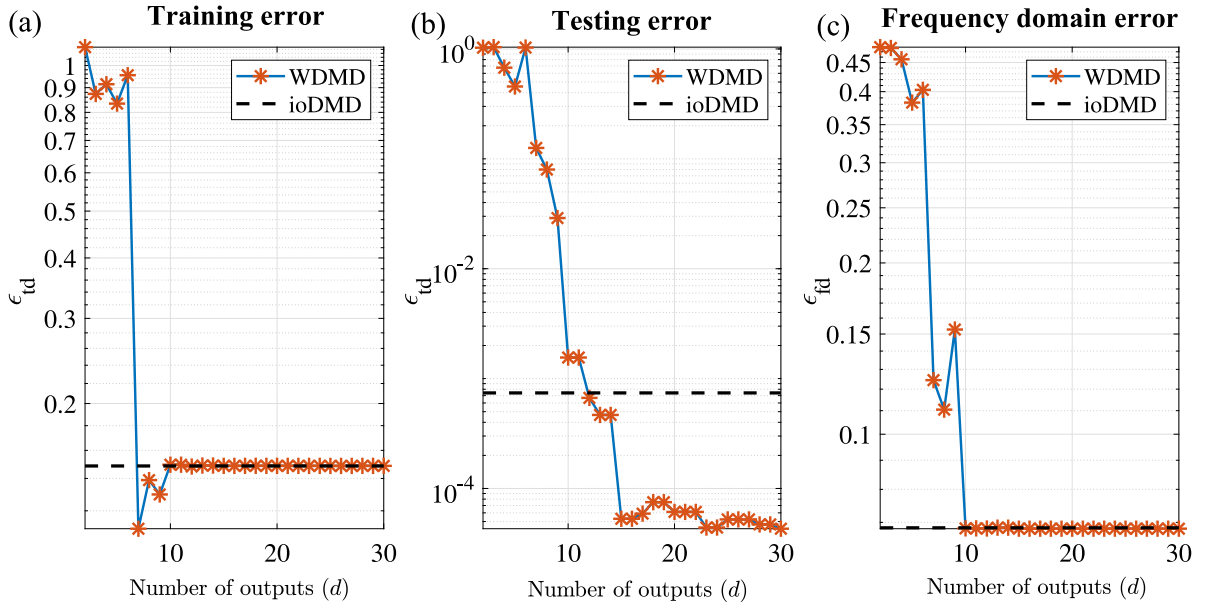 (a)
Training error
1
0.9
0.8
0.7
0.6
0.5
0.4
0.3
0.2
ϵtd
WDMD
ioDMD
10
20
30
Number of outputs (d)
(b)
Testing error
10^0
10^-2
10^-4
ϵtd
WDMD
ioDMD
10
20
30
Number of outputs (d)
(c)
Frequency domain error
0.45
0.4
0.35
0.3
0.25
0.2
0.15
0.1
ϵfd
WDMD
ioDMD
10
20
30
Number of outputs (d)